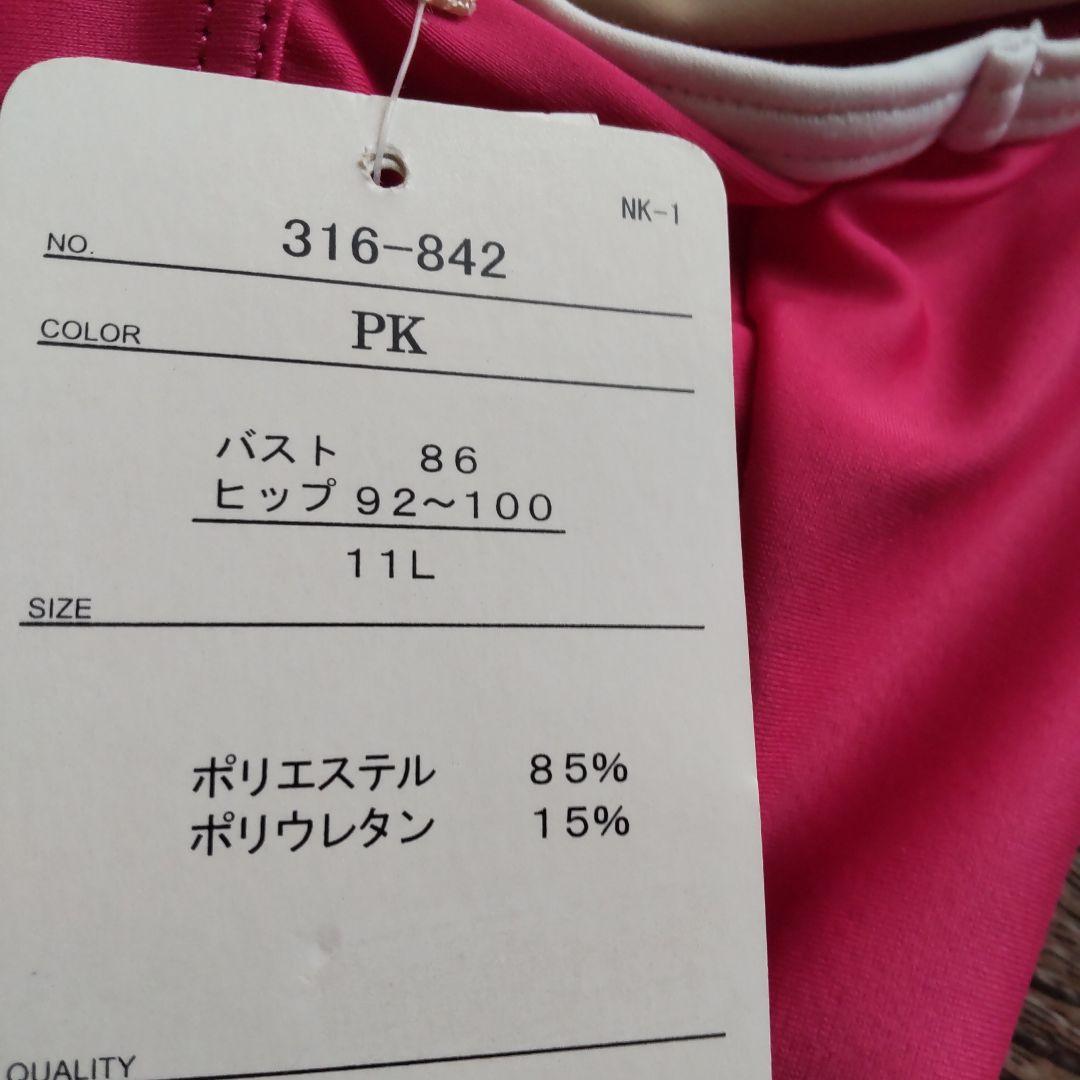 NK-1
NO. 316-842
COLOR PK
バスト 86
ヒップ 92~100
11L
SIZE
ポリエステル 85%
ポリウレタン 15%
QUALITY